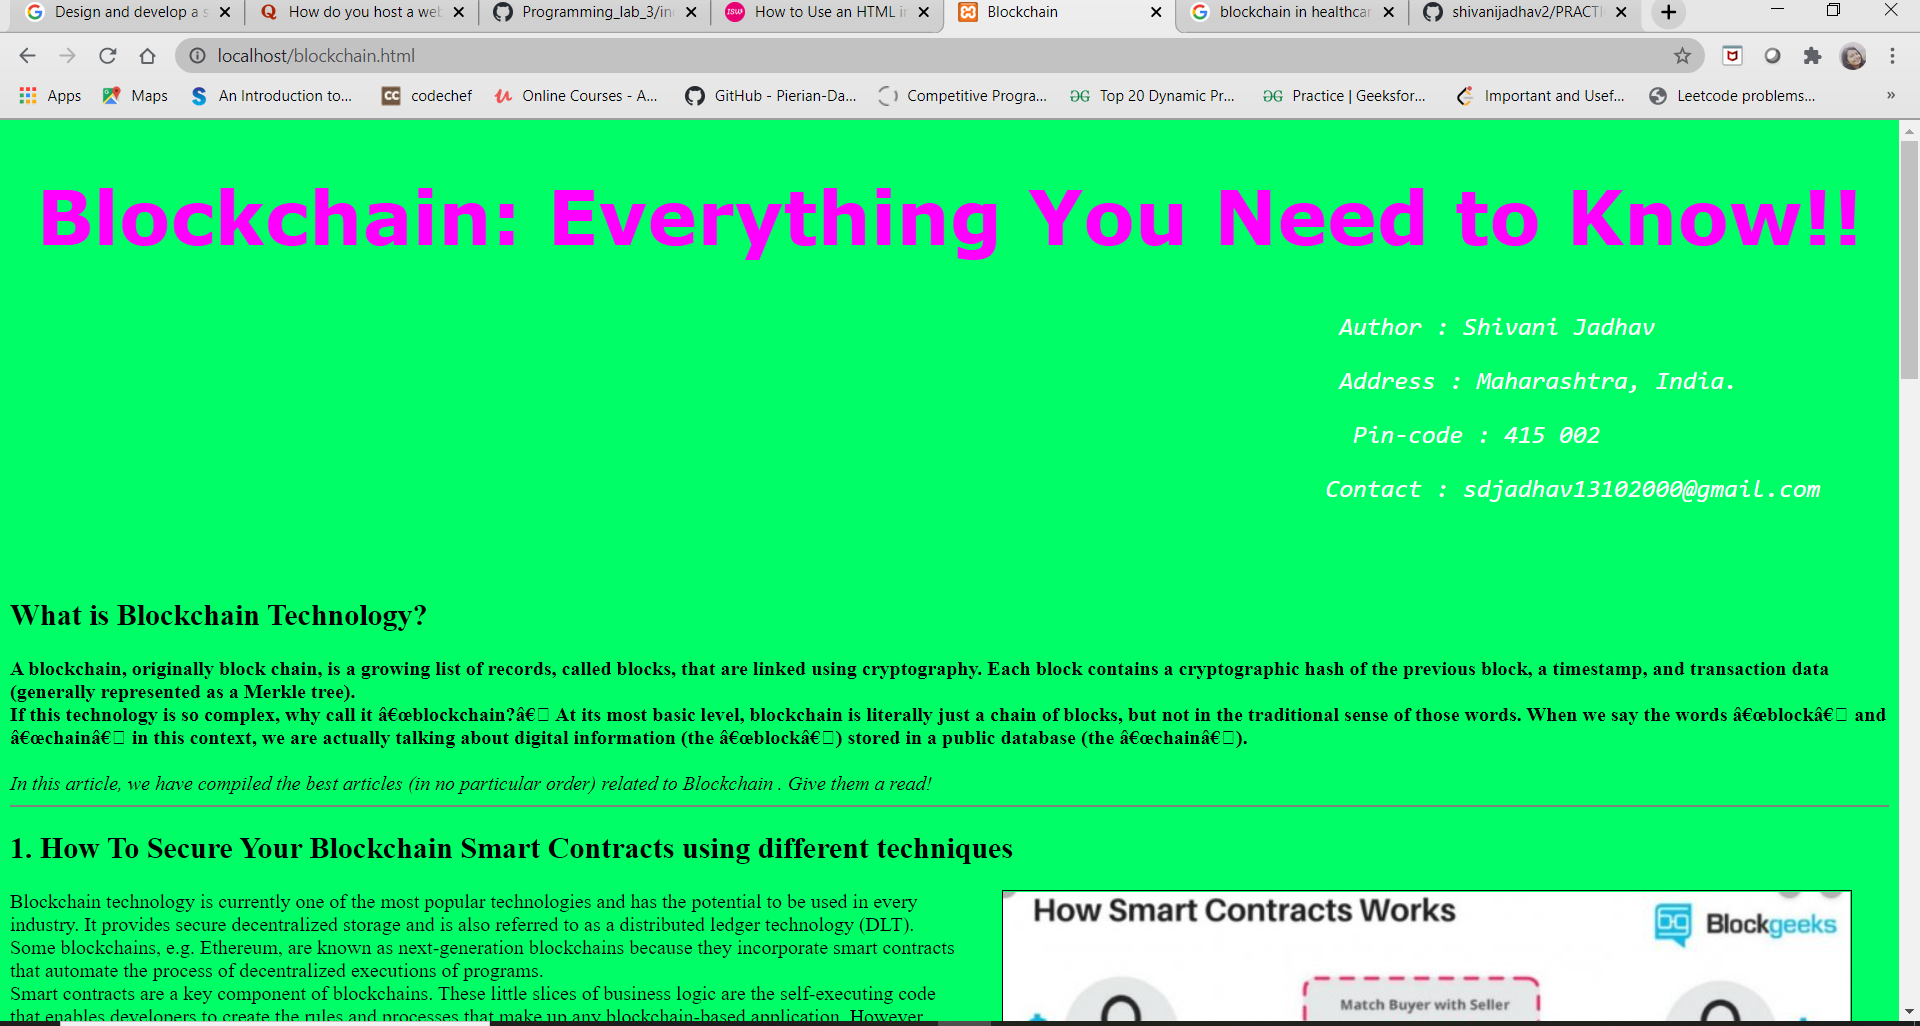 Design and develop a s
How do you host a web
Programming_lab_3/in
How to Use an HTML i
Blockchain
blockchain in healthcar
shivanijadhav2/PRACTI
localhost/blockchain.html
Apps
Maps
An Introduction to...
CC codechef
Online Courses - A...
GitHub - Pierian-Da...
Competitive Progra...
Top 20 Dynamic Pr...
Practice | Geeksfor...
Important and Usef...
Leetcode problems...
»
Blockchain: Everything You Need to Know!!
Author : Shivani Jadhav
Address : Maharashtra, India.
Pin-code : 415 002
Contact : sdjadhav13102000@gmail.com
What is Blockchain Technology?
A blockchain, originally block chain, is a growing list of records, called blocks, that are linked using cryptography. Each block contains a cryptographic hash of the previous block, a timestamp, and transaction data
(generally represented as a Merkle tree).
If this technology is so complex, why call it â€œblockchain?â€□ At its most basic level, blockchain is literally just a chain of blocks, but not in the traditional sense of those words. When we say the words â€œblockâ€□ and
â€œchainâ€□ in this context, we are actually talking about digital information (the â€œblockâ€□) stored in a public database (the â€œchainâ€□).
In this article, we have compiled the best articles (in no particular order) related to Blockchain . Give them a read!
1. How To Secure Your Blockchain Smart Contracts using different techniques
Blockchain technology is currently one of the most popular technologies and has the potential to be used in every
industry. It provides secure decentralized storage and is also referred to as a distributed ledger technology (DLT).
Some blockchains, e.g. Ethereum, are known as next-generation blockchains because they incorporate smart contracts
that automate the process of decentralized executions of programs.
Smart contracts are a key component of blockchains. These little slices of business logic are the self-executing code
that enables developers to create the rules and processes that make up any blockchain-based application. However
How Smart Contracts Works
Blockgeeks
Match Buyer with Seller